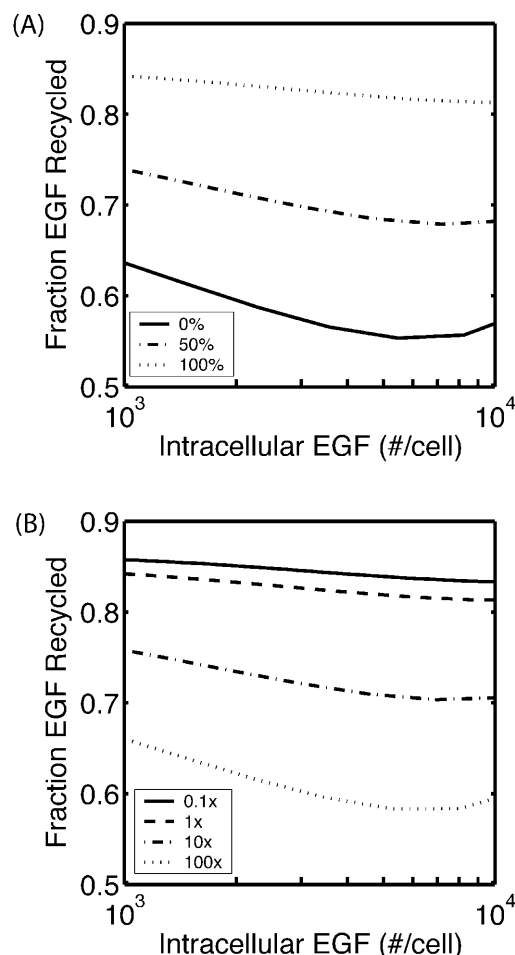 (A)
0.9
0.8
0.7
0.6
0.5
Fraction EGF Recycled
0%
50%
100%
10³
10⁴
Intracellular EGF (#/cell)
(B)
0.9
0.8
0.7
0.6
0.5
Fraction EGF Recycled
0.1x
1x
10x
100x
10³
10⁴
Intracellular EGF (#/cell)